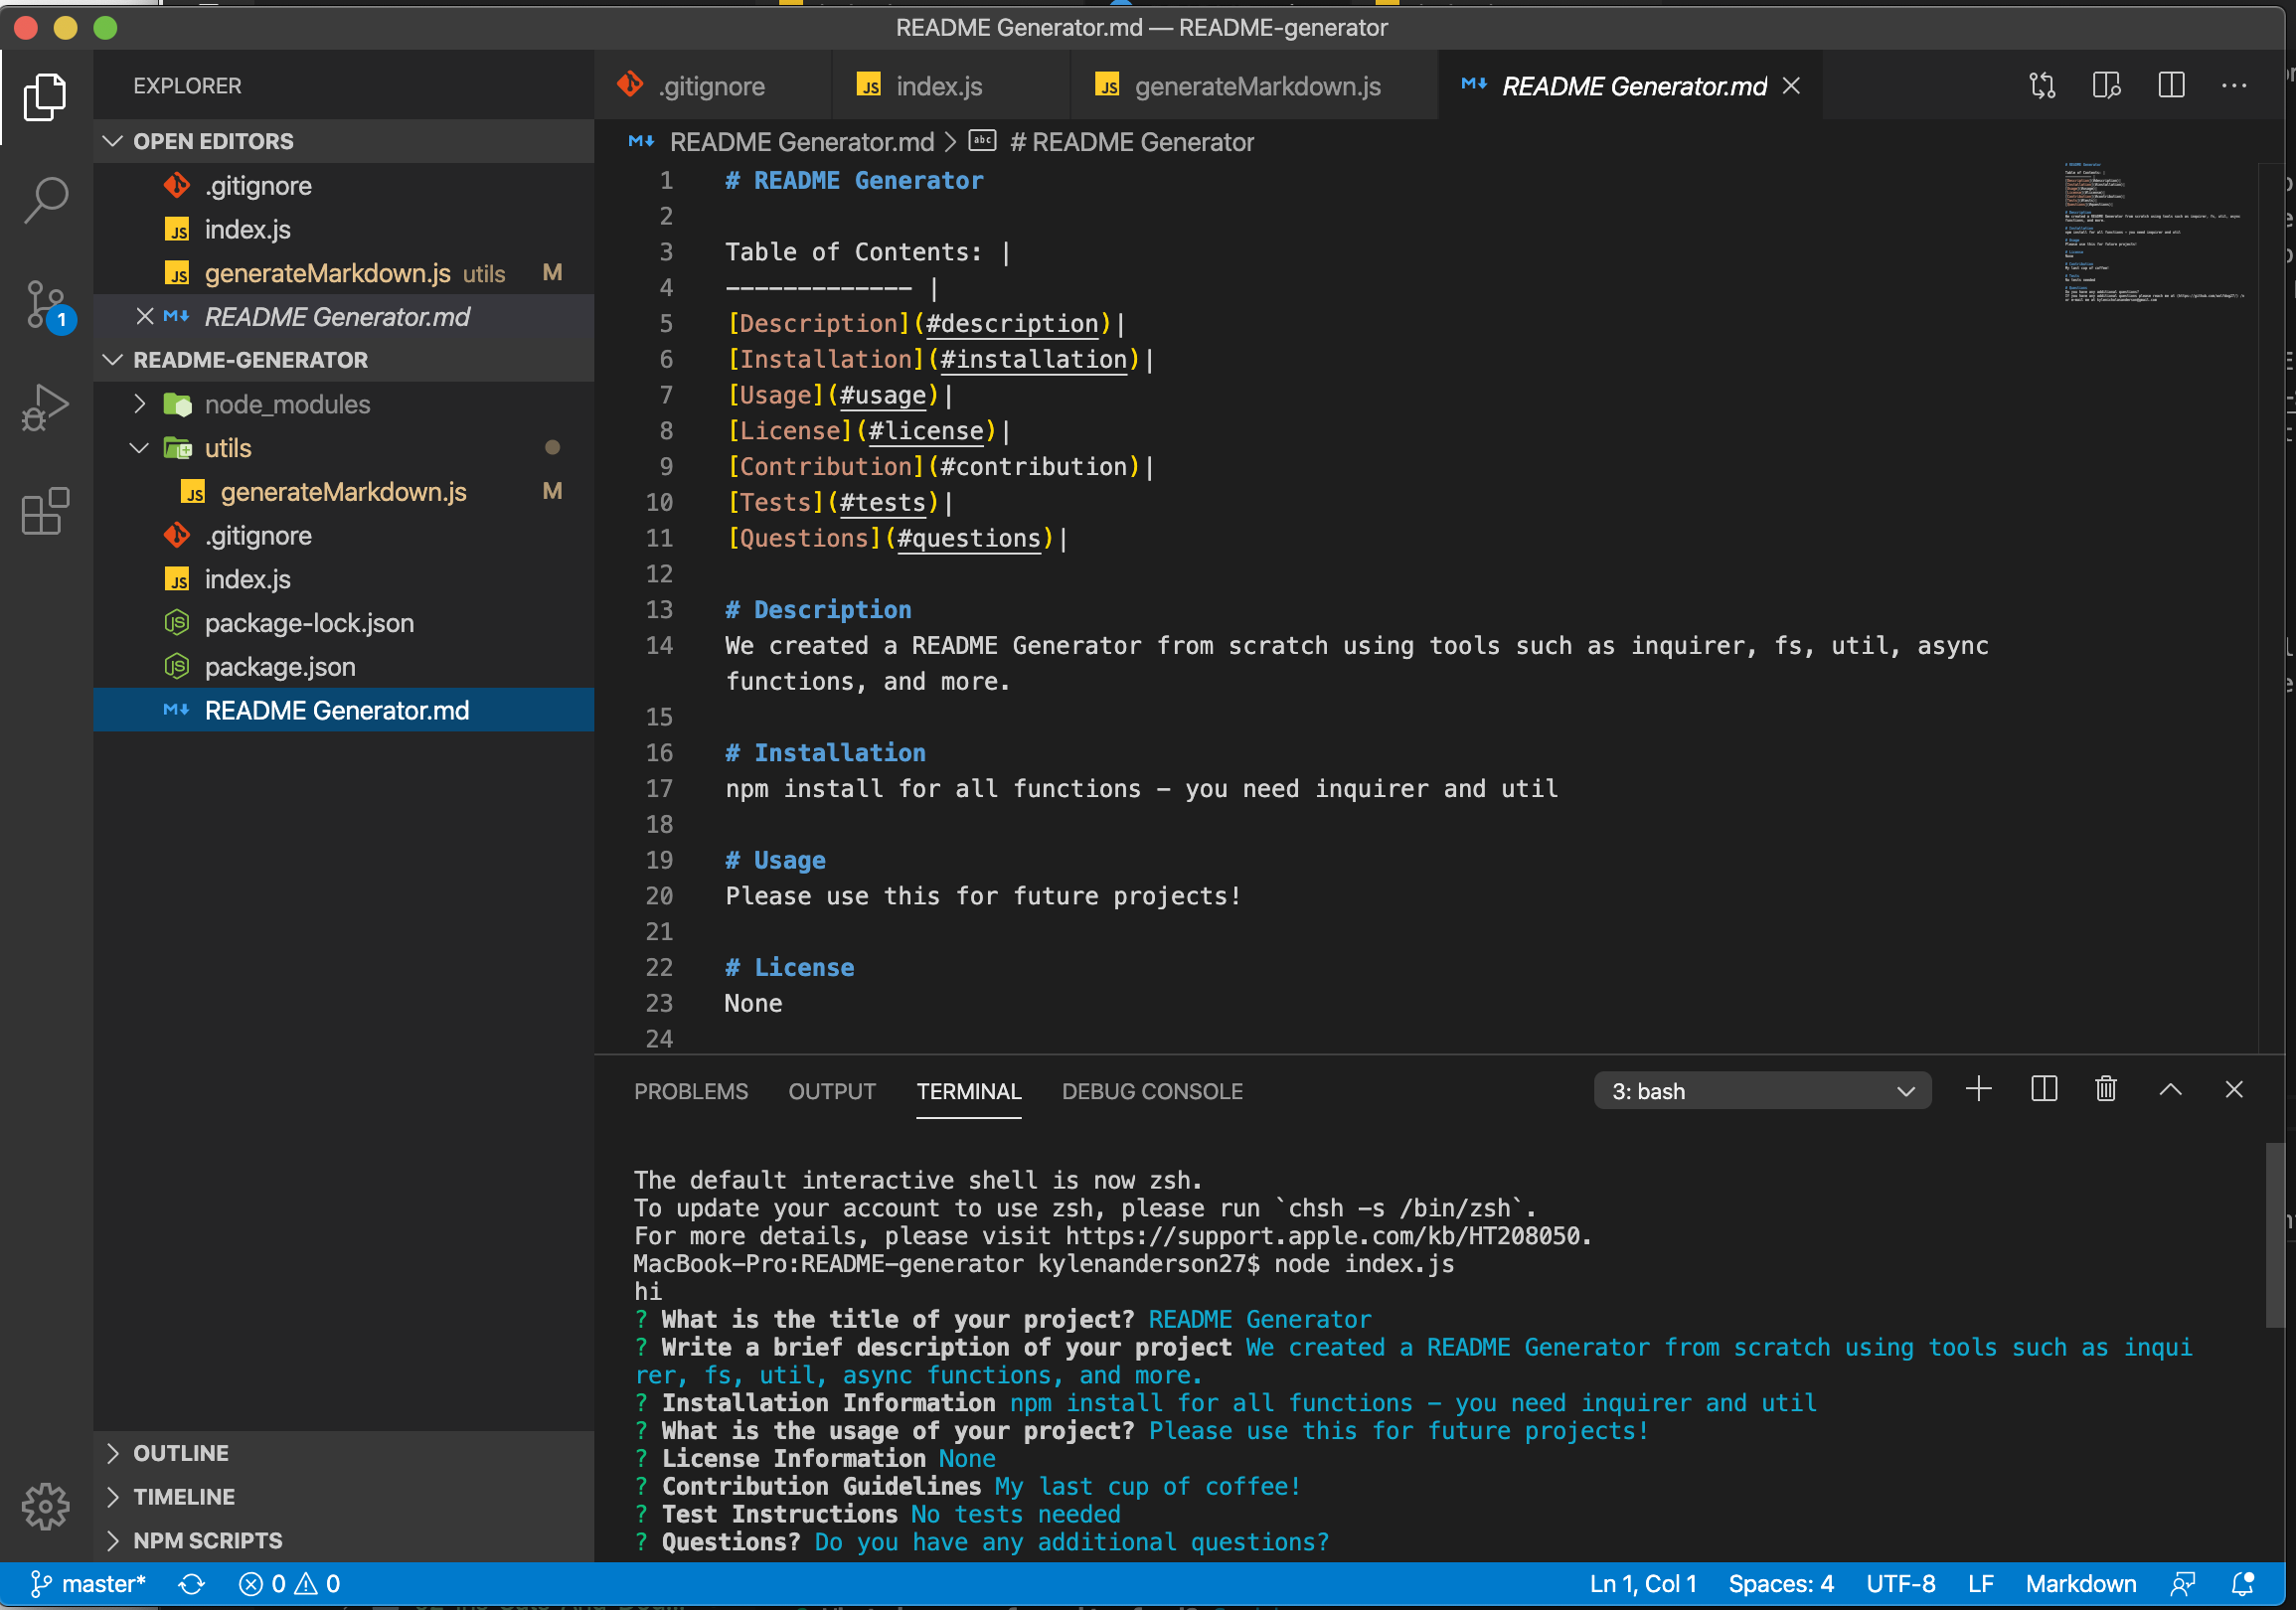 README Generator.md — README-generator
EXPLORER
OPEN EDITORS
.gitignore
index.js
generateMarkdown.js utils M
README Generator.md
README-GENERATOR
node_modules
utils
generateMarkdown.js M
.gitignore
index.js
package-lock.json
package.json
README Generator.md
OUTLINE
TIMELINE
NPM SCRIPTS
1
.gitignore
index.js
generateMarkdown.js
README Generator.md
README Generator.md > # README Generator
1 # README Generator
2
3 Table of Contents: |
4 ------------- |
5 [Description](#description)|
6 [Installation](#installation)|
7 [Usage](#usage)|
8 [License](#license)|
9 [Contribution](#contribution)|
10 [Tests](#tests)|
11 [Questions](#questions)|
12
13 # Description
14 We created a README Generator from scratch using tools such as inquirer, fs, util, async
functions, and more.
15
16 # Installation
17 npm install for all functions - you need inquirer and util
18
19 # Usage
20 Please use this for future projects!
21
22 # License
23 None
24
PROBLEMS OUTPUT TERMINAL DEBUG CONSOLE 3: bash
The default interactive shell is now zsh.
To update your account to use zsh, please run `chsh -s /bin/zsh`.
For more details, please visit https://support.apple.com/kb/HT208050.
MacBook-Pro:README-generator kylenanderson27$ node index.js
hi
? What is the title of your project? README Generator
? Write a brief description of your project We created a README Generator from scratch using tools such as inqui
rer, fs, util, async functions, and more.
? Installation Information npm install for all functions - you need inquirer and util
? What is the usage of your project? Please use this for future projects!
? License Information None
? Contribution Guidelines My last cup of coffee!
? Test Instructions No tests needed
? Questions? Do you have any additional questions?
master* 0 0 Ln 1, Col 1 Spaces: 4 UTF-8 LF Markdown